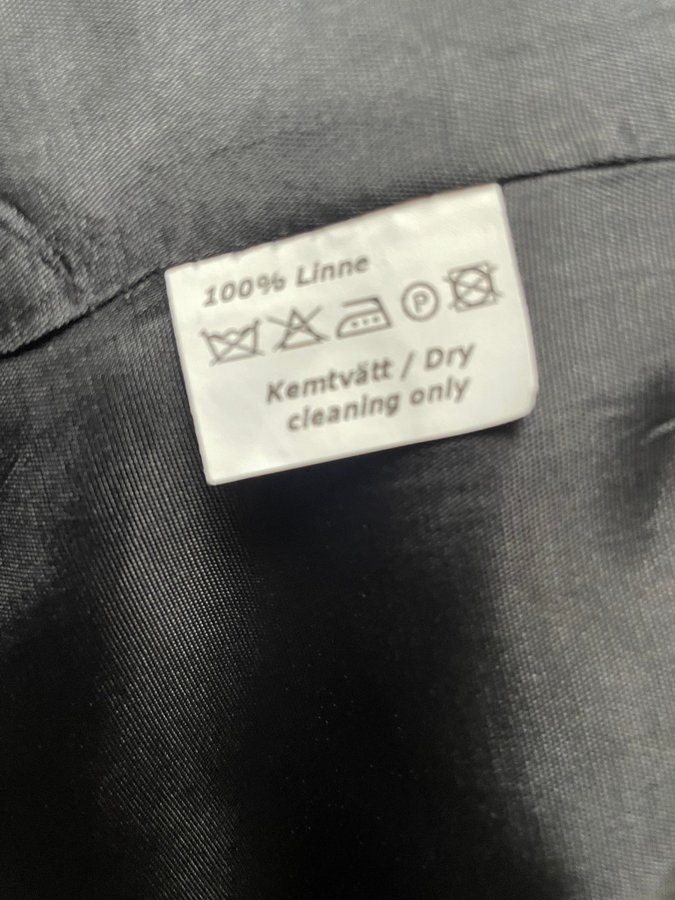 100% Linne
P
Kemtvätt / Dry
cleaning only